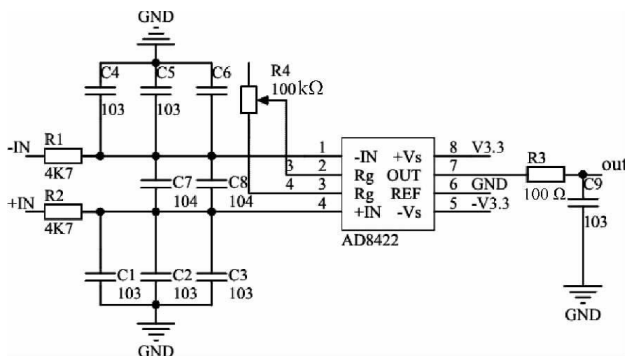 GND
C4 C5 C6 R4
100kΩ
103 103 103
-IN R1 1 -IN +Vs 8 V3.3
4K7 3 2 Rg OUT 7 R3 out
+IN R2 C7 C8 4 3 Rg REF 6 GND 100 Ω C9
104 104 4 +IN -Vs 5 -V3.3 103
4K7 AD8422
C1 C2 C3
103 103 103
GND
GND